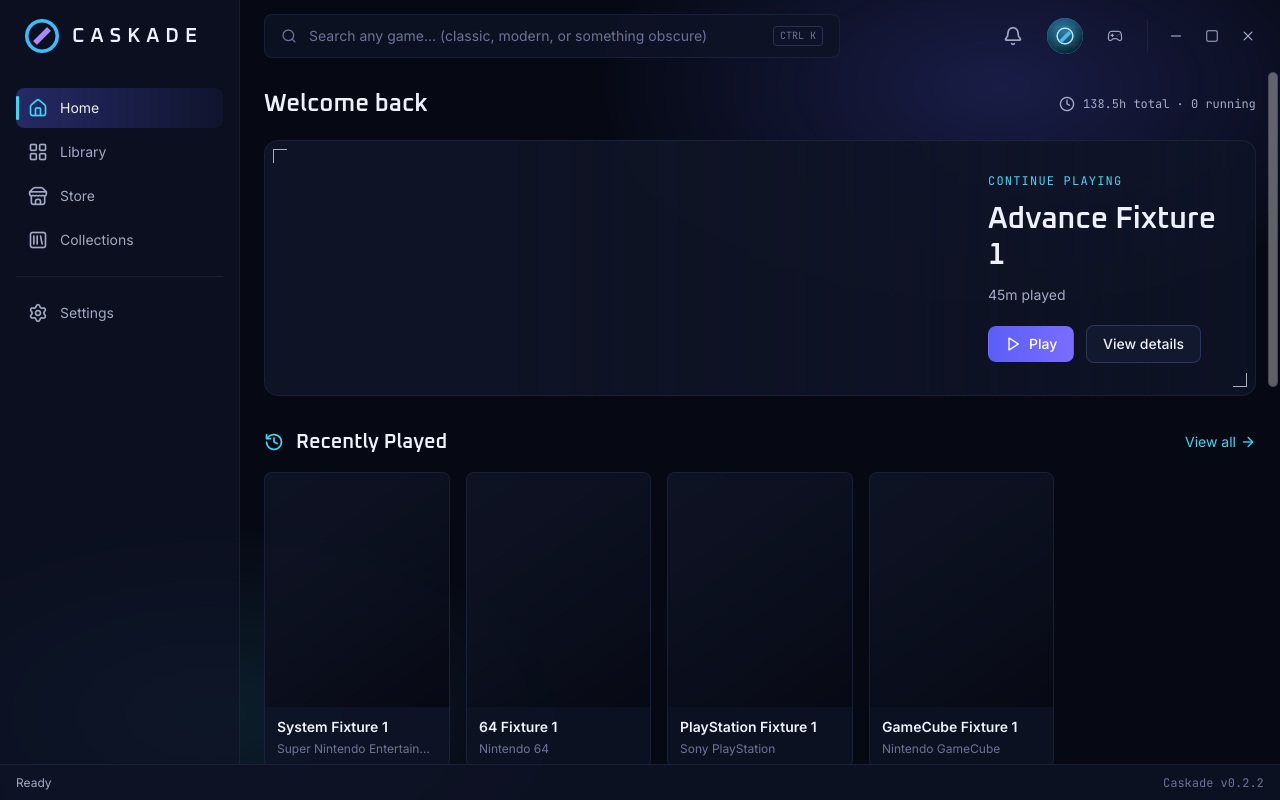 CASKADE
Search any game... (classic, modern, or something obscure)
CTRL K
Home
Library
Store
Collections
Settings
Welcome back
138.5h total · 0 running
CONTINUE PLAYING
Advance Fixture
1
45m played
Play
View details
Recently Played
View all
System Fixture 1
Super Nintendo Entertain...
64 Fixture 1
Nintendo 64
PlayStation Fixture 1
Sony PlayStation
GameCube Fixture 1
Nintendo GameCube
Ready
Caskade v0.2.2